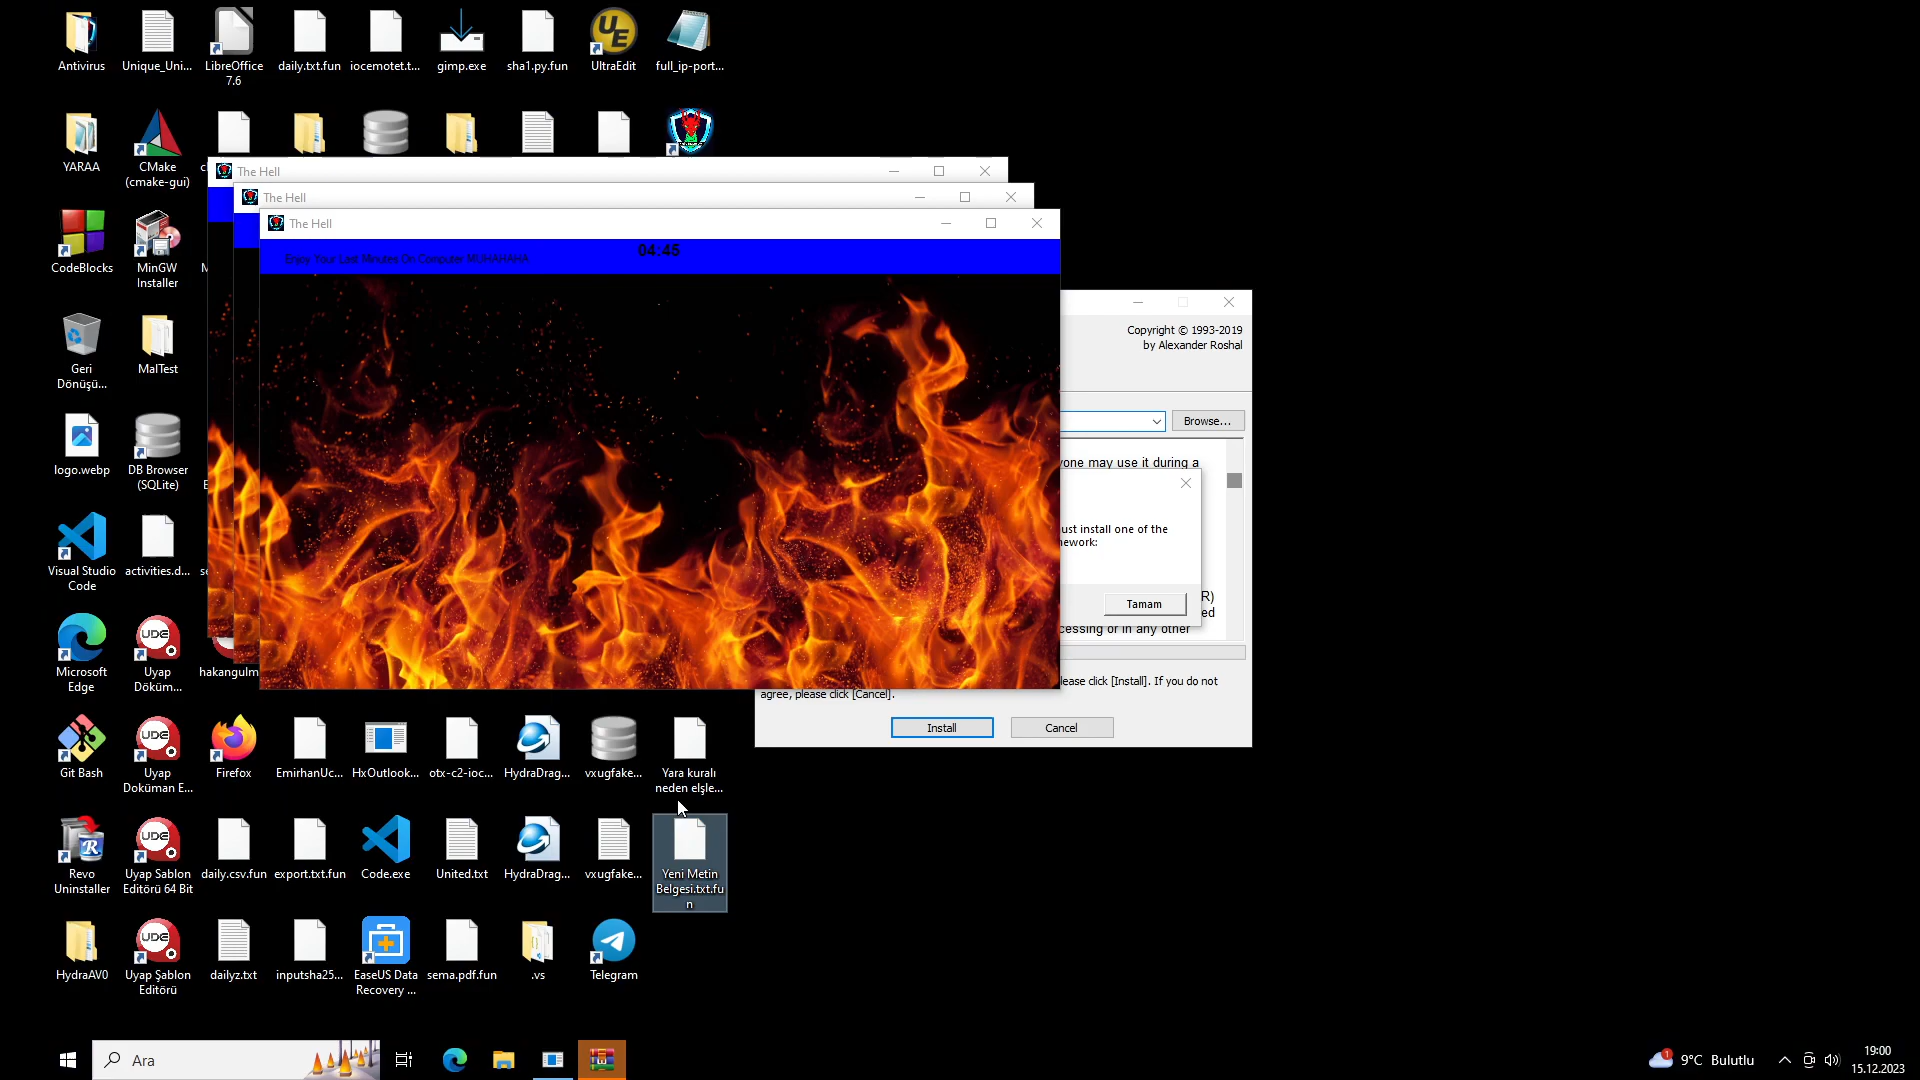 Antivirus
Unique_Uni...
LibreOffice
7.6
daily.txt.fun
iocemotet.t...
gimp.exe
sha1.py.fun
UltraEdit
full_ip-port...
YARAA
CMake
(cmake-gui)
The Hell
The Hell
The Hell
04:45
Enjoy Your Last Minutes On Computer MUHAHAHA
CodeBlocks
MinGW
Installer
Copyright © 1993-2019
by Alexander Roshal
Geri
Dönüşü...
MalTest
Browse...
yone may use it during a
logo.webp
DB Browser
(SQLite)
ust install one of the
ework:
Visual Studio
Code
activities.d...
Tamam
R)
ed
cessing or in any other
Microsoft
Edge
Uyap
Döküm...
hakangulm
lease click [Install]. If you do not
agree, please click [Cancel].
Install
Cancel
Git Bash
Uyap
Doküman E...
Firefox
EmirhanUc...
HxOutlook...
otx-c2-ioc...
HydraDrag...
vxugfake...
Yara kuralı
neden elşle...
Revo
Uninstaller
Uyap Sablon
Editörü 64 Bit
daily.csv.fun
export.txt.fun
Code.exe
United.txt
HydraDrag...
vxugfake...
Yeni Metin
Belgesi.txt.fu
n
HydraAV0
Uyap Şablon
Editörü
dailyz.txt
inputsha25...
EaseUS Data
Recovery ...
sema.pdf.fun
.vs
Telegram
Ara
1
9°C Bulutlu
19:00
15.12.2023